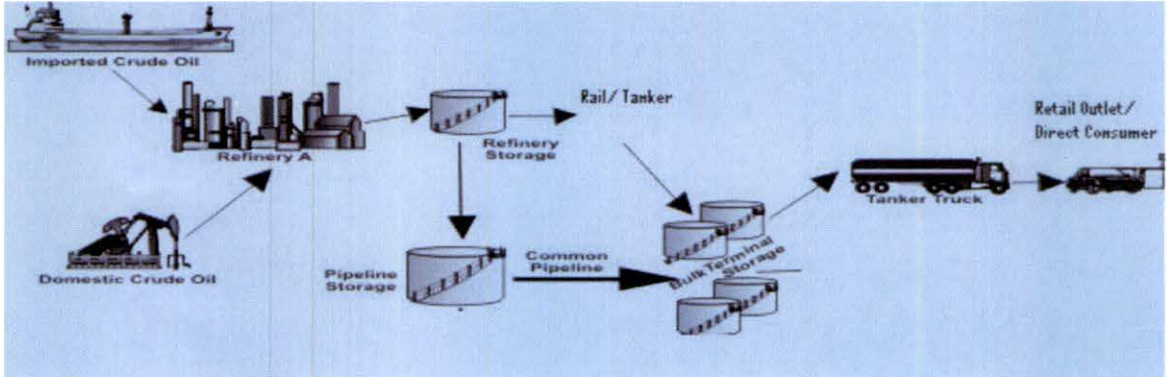 Imported Crude Oil
Refinery A
Domestic Crude Oil
Refinery
Storage
Rail/ Tanker
Pipeline
Storage
Common
Pipeline
Bulk Terminal
Storage
Tanker Truck
Retail Outlet/
Direct Consumer